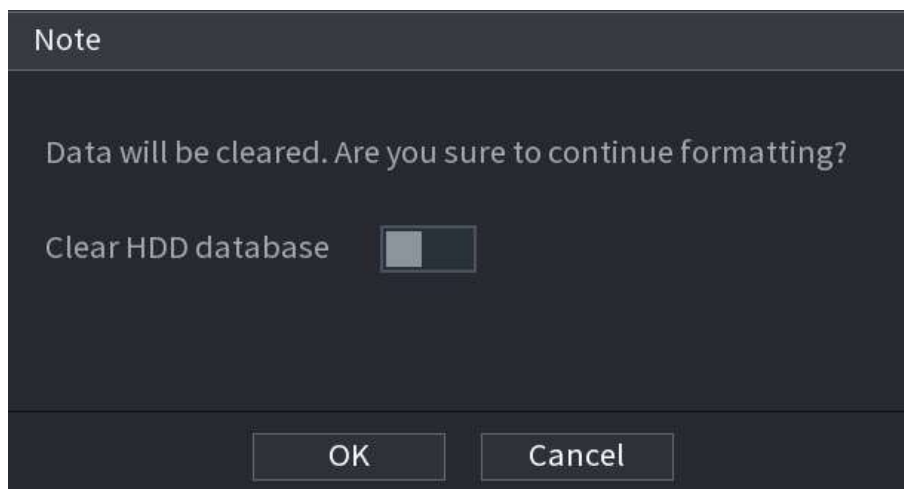 Note
Data will be cleared. Are you sure to continue formatting?
Clear HDD database
OK
Cancel